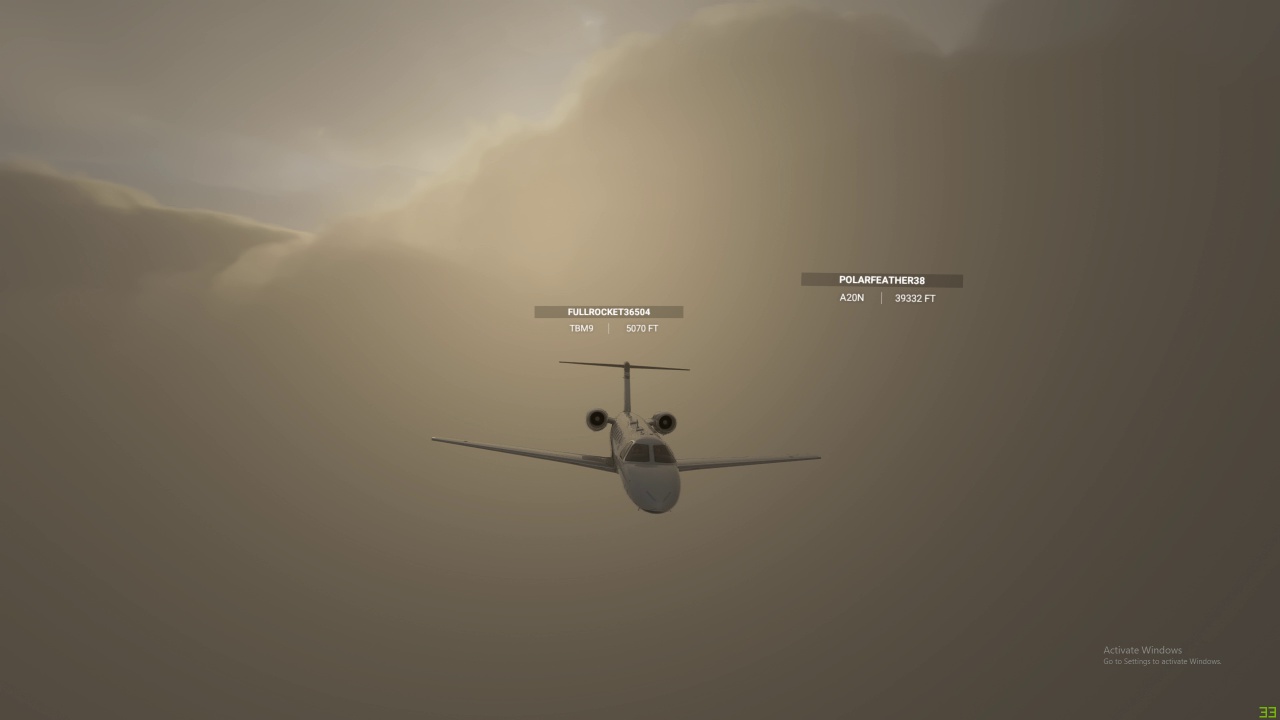 POLARFEATHER38
A20N | 39332 FT
FULLROCKET36504
TBM9 | 5070 FT
Activate Windows
Go to Settings to activate Windows.
33